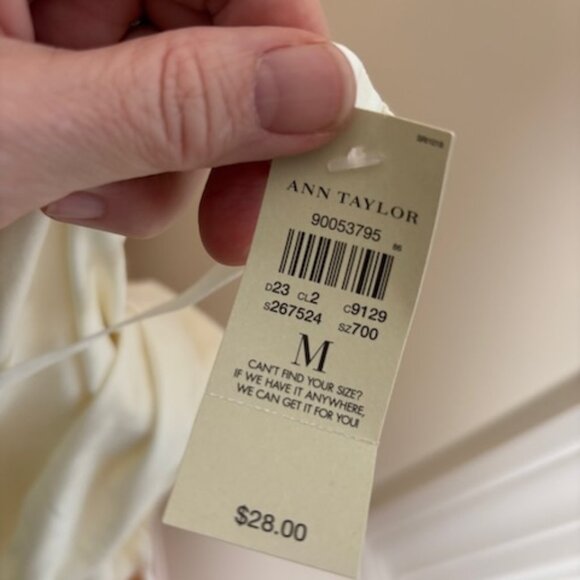 ANN TAYLOR
90053795
86
D23 CL2 C9129
S267524 SZ700
M
CAN'T FIND YOUR SIZE?
IF WE HAVE IT ANYWHERE,
WE CAN GET IT FOR YOU!
$28.00